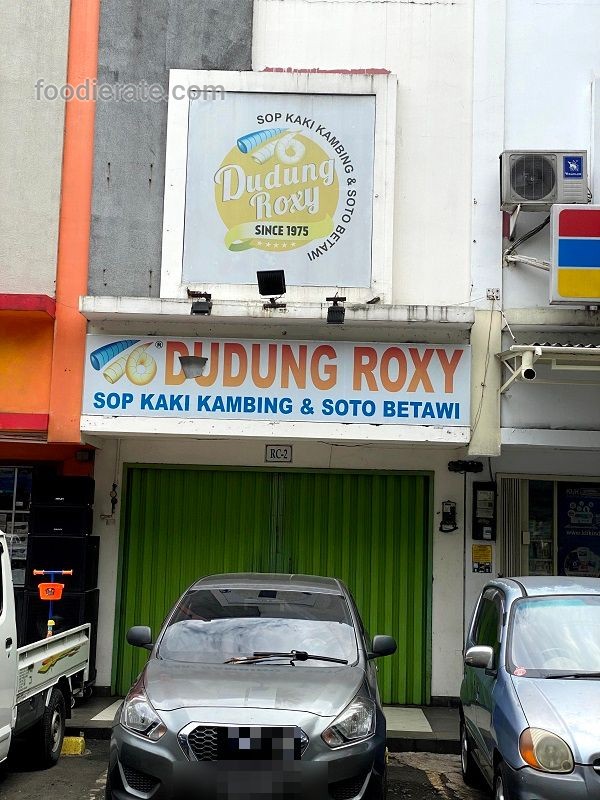 foodierate.com
SOP KAKI KAMBING & SOTO BETAWI
Dudung
Roxy
SINCE 1975
® DUDUNG ROXY
SOP KAKI KAMBING & SOTO BETAWI
RC-2